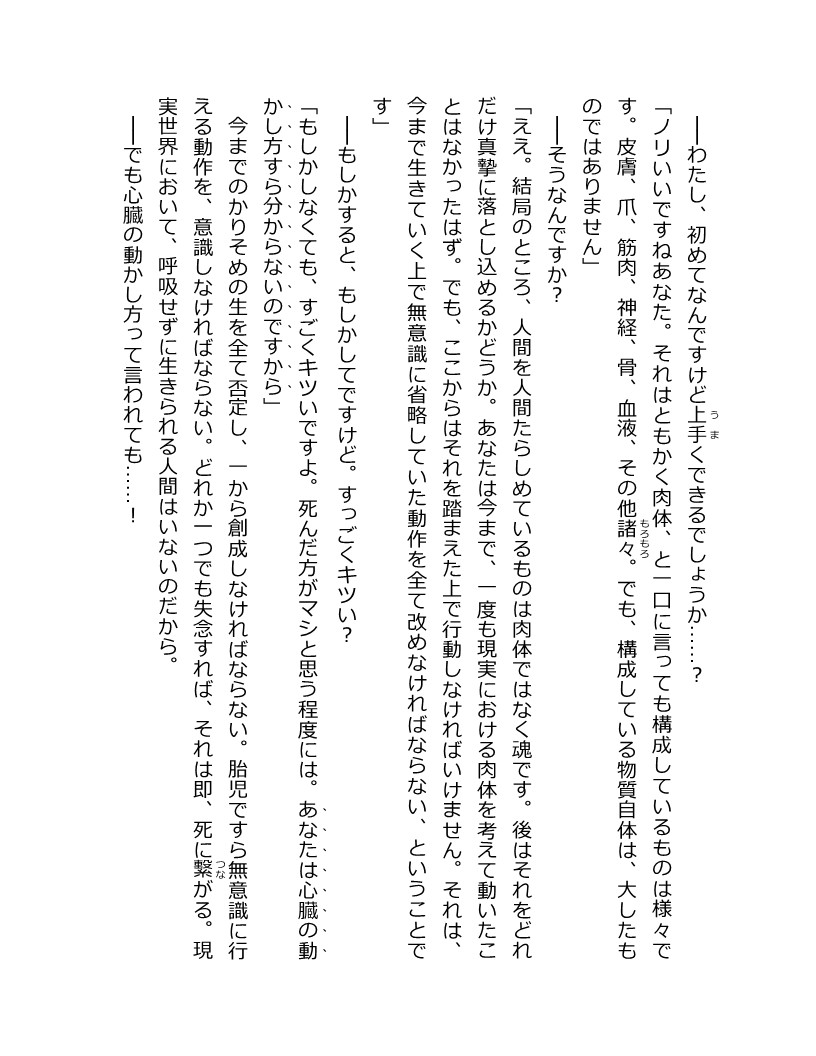 ――わたし、初めてなんですけど上手くできるでしょうか……？
「ノリいいですねあなた。それはともかく肉体、と一口に言っても構成しているものは様々で
す。皮膚、爪、筋肉、神経、骨、血液、その他諸々。でも、構成している物質自体は、大したも
のではありません」
――そうなんですか？
「ええ。結局のところ、人間を人間たらしめているものは肉体ではなく魂です。後はそれをどれ
だけ真摯に落とし込めるかどうか。あなたは今まで、一度も現実における肉体を考えて動いたこ
とはなかったはず。でも、ここからはそれを踏まえた上で行動しなければいけません。それは、
今まで生きていく上で無意識に省略していた動作を全て改めなければならない、ということで
す」
――もしかすると、もしかしてですけど。すっごくキツい？
「もしかしなくても、すごくキツいですよ。死んだ方がマシと思う程度には。あなたは心臓の動
かし方すら分からないのですから」
今までのかりそめの生を全て否定し、一から創成しなければならない。胎児ですら無意識に行
える動作を、意識しなければならない。どれか一つでも失念すれば、それは即、死に繋がる。現
実世界において、呼吸せずに生きられる人間はいないのだから。
――でも心臓の動かし方って言われても……！